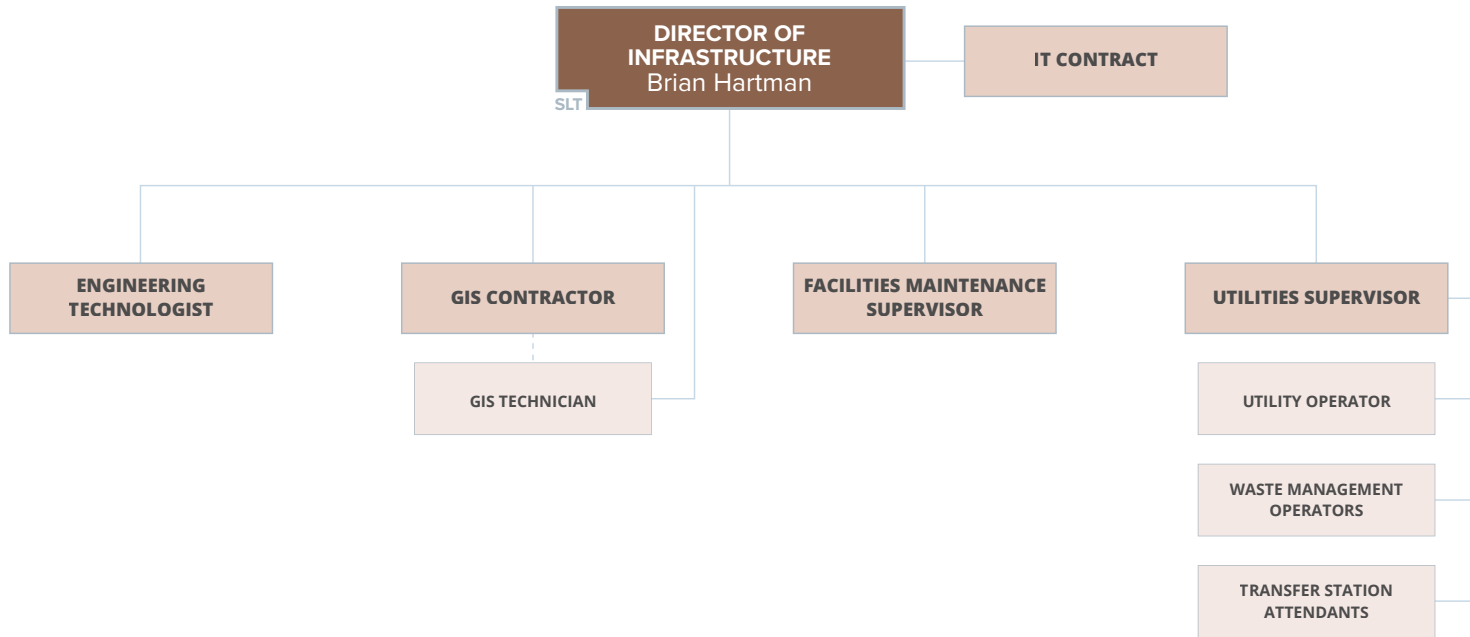 DIRECTOR OF
INFRASTRUCTURE
Brian Hartman
SLT
IT CONTRACT
ENGINEERING
TECHNOLOGIST
GIS CONTRACTOR
FACILITIES MAINTENANCE
SUPERVISOR
UTILITIES SUPERVISOR
GIS TECHNICIAN
UTILITY OPERATOR
WASTE MANAGEMENT
OPERATORS
TRANSFER STATION
ATTENDANTS